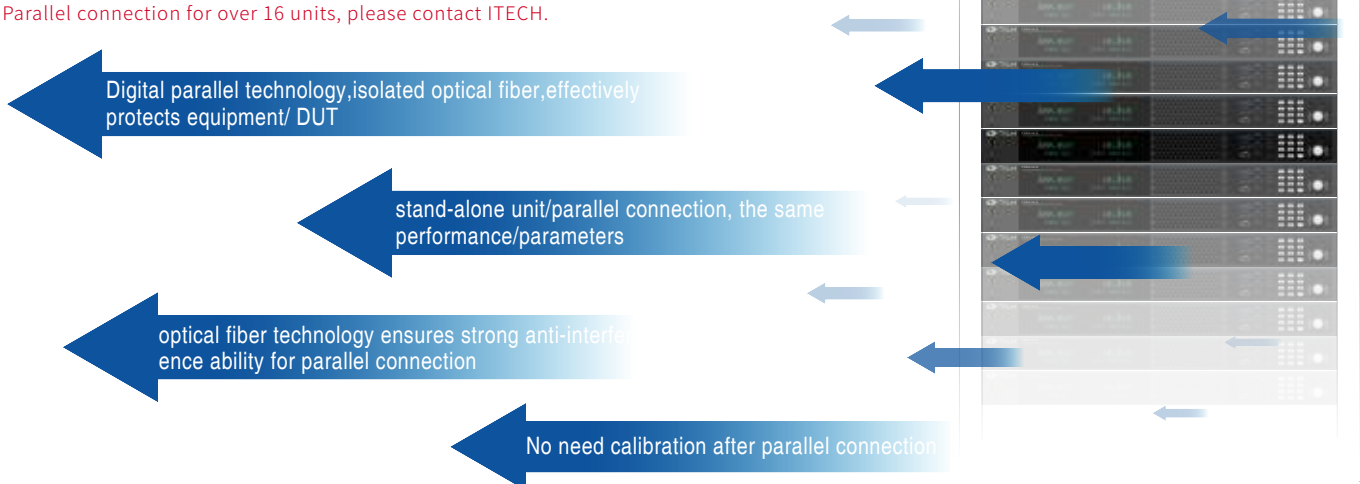 Parallel connection for over 16 units, please contact ITECH.
Digital parallel technology,isolated optical fiber,effectively
protects equipment/ DUT
stand-alone unit/parallel connection, the same
performance/parameters
optical fiber technology ensures strong anti-interfer
ence ability for parallel connection
No need calibration after parallel connection